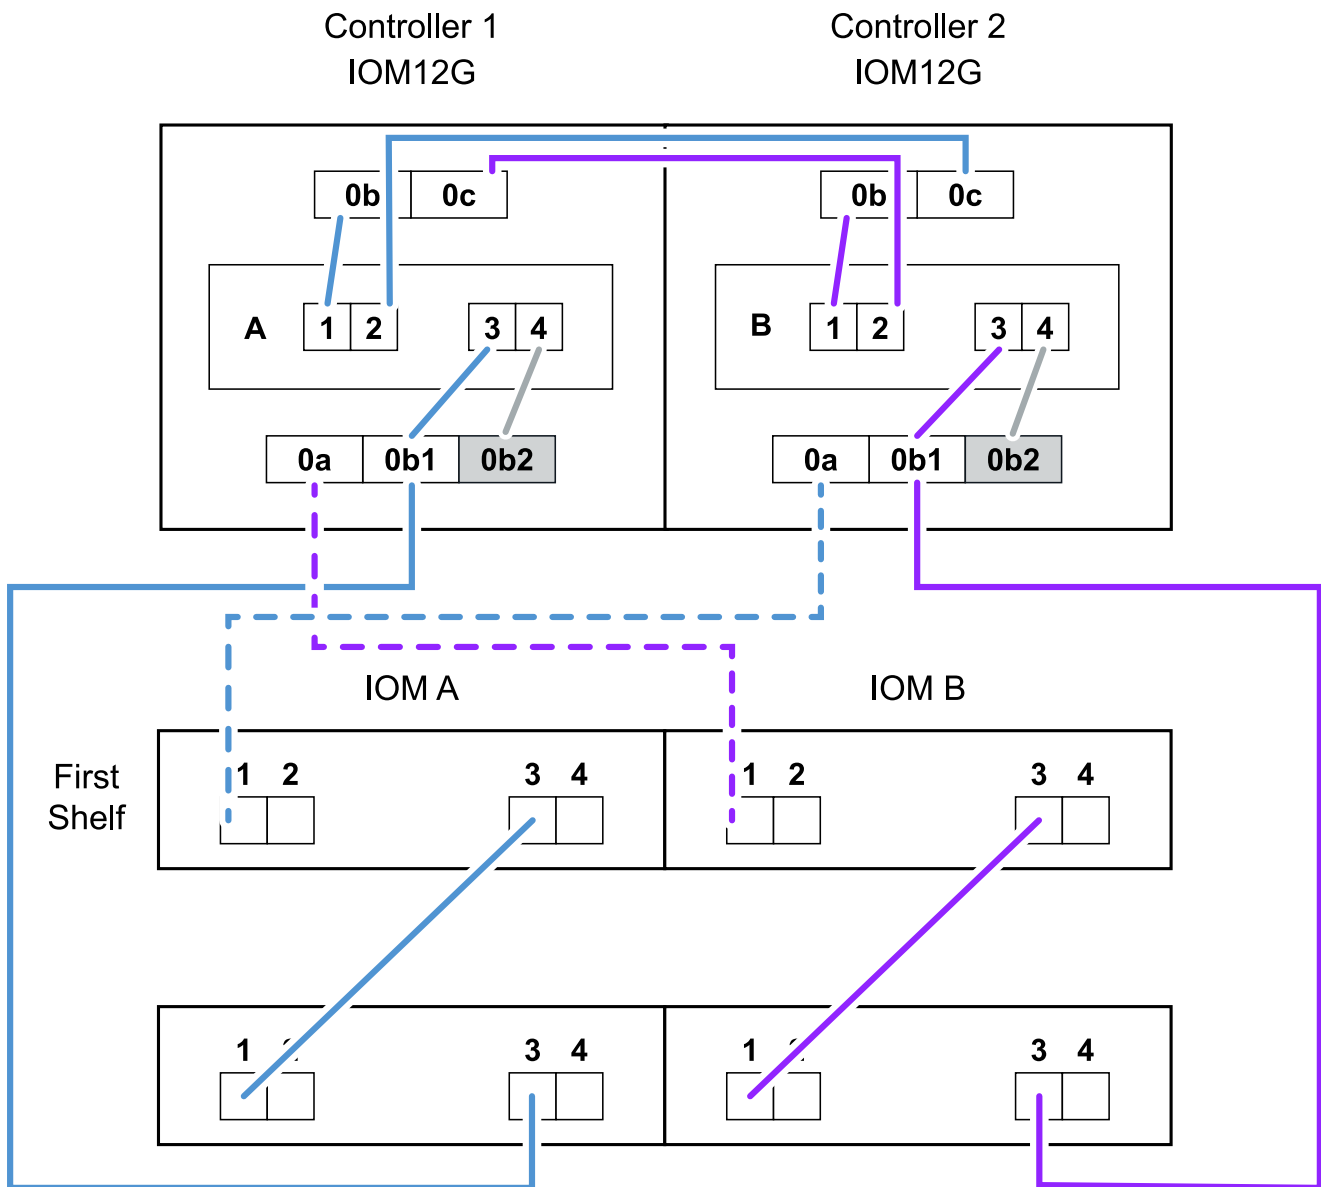 Controller 1 Controller 2
IOM12G IOM12G
0b 0c 0b 0c
A 1 2 3 4 B 1 2 3 4
0a 0b1 0b2 0a 0b1 0b2
IOM A IOM B
First
Shelf
1 2 3 4 1 2 3 4
1 3 4 1 3 4